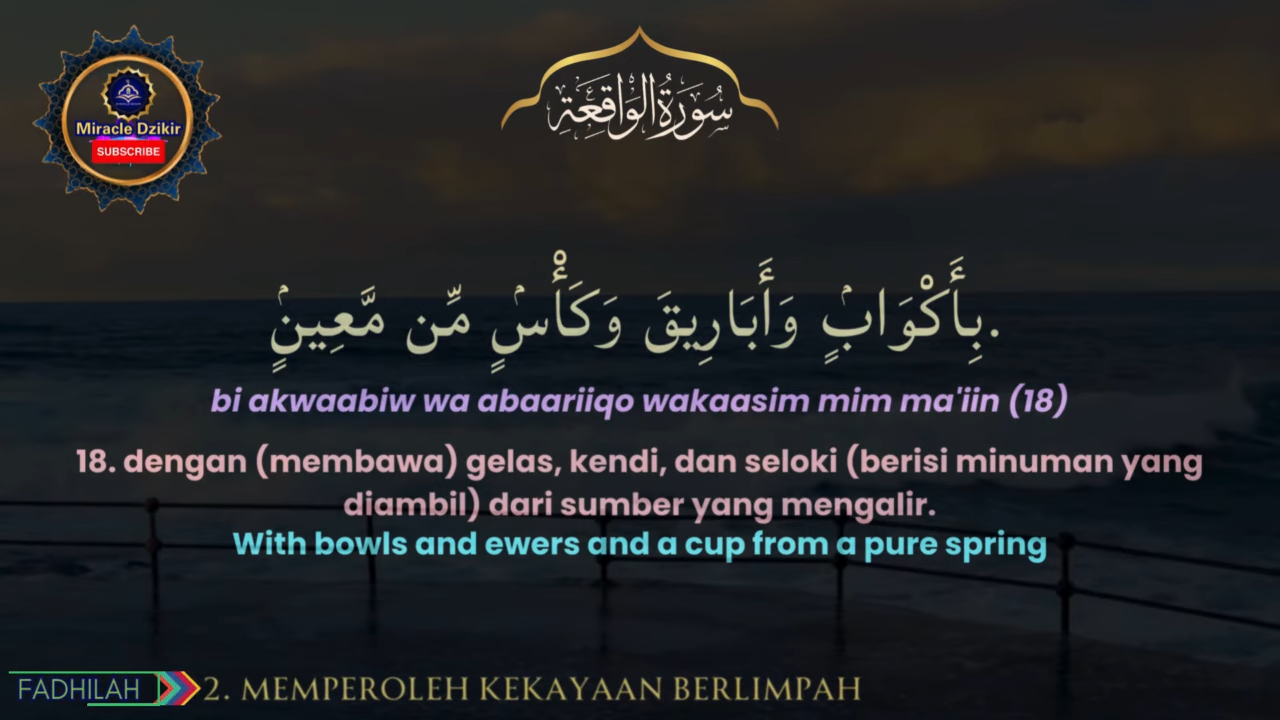 Miracle Dzikir
SUBSCRIBE
سُورَةُ الْوَاقِعَةِ
بِأَكْوَابٍۢ وَأَبَارِيقَ وَكَأْسٍۢ مِّن مَّعِينٍۢ.
bi akwaabiw wa abaariiqo wakaasim mim ma'iin (18)
18. dengan (membawa) gelas, kendi, dan seloki (berisi minuman yang
diambil) dari sumber yang mengalir.
With bowls and ewers and a cup from a pure spring
FADHILAH 2. MEMPEROLEH KEKAYAAN BERLIMPAH